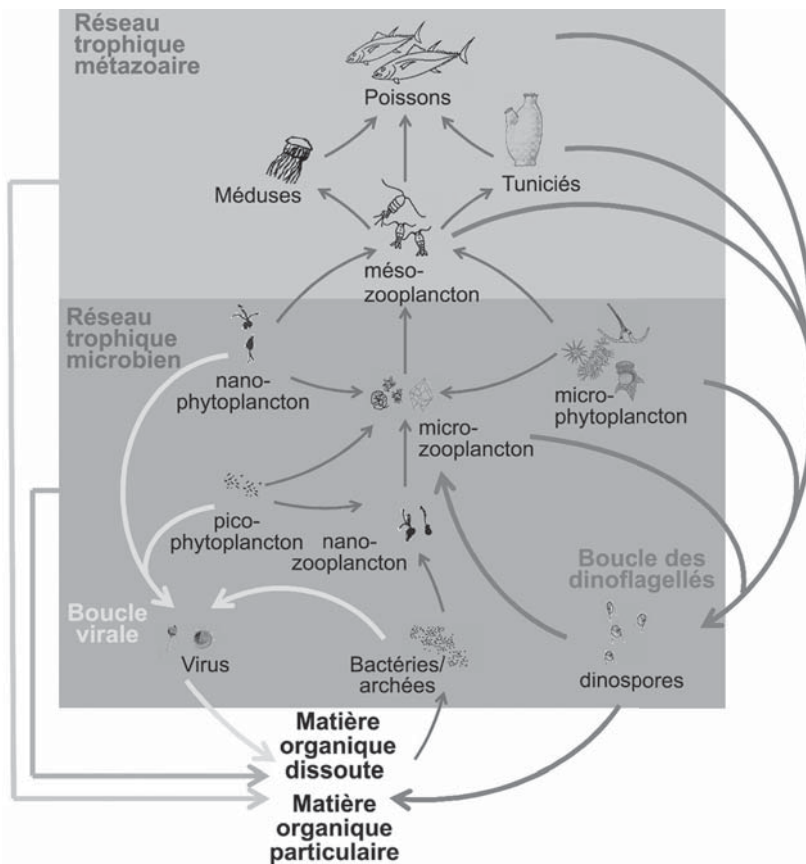 Réseau
trophique
métazoaire
Poissons
Méduses
Tuniciés
méso-
zooplancton
Réseau
trophique
microbien
nano-
phytoplancton
micro-
zooplancton
micro-
phytoplancton
pico-
phytoplancton
nano-
zooplancton
Boucle des
dinoflagellés
Boucle
virale
Virus
Bactéries/
archées
dinospores
Matière
organique
dissoute
Matière
organique
particulaire